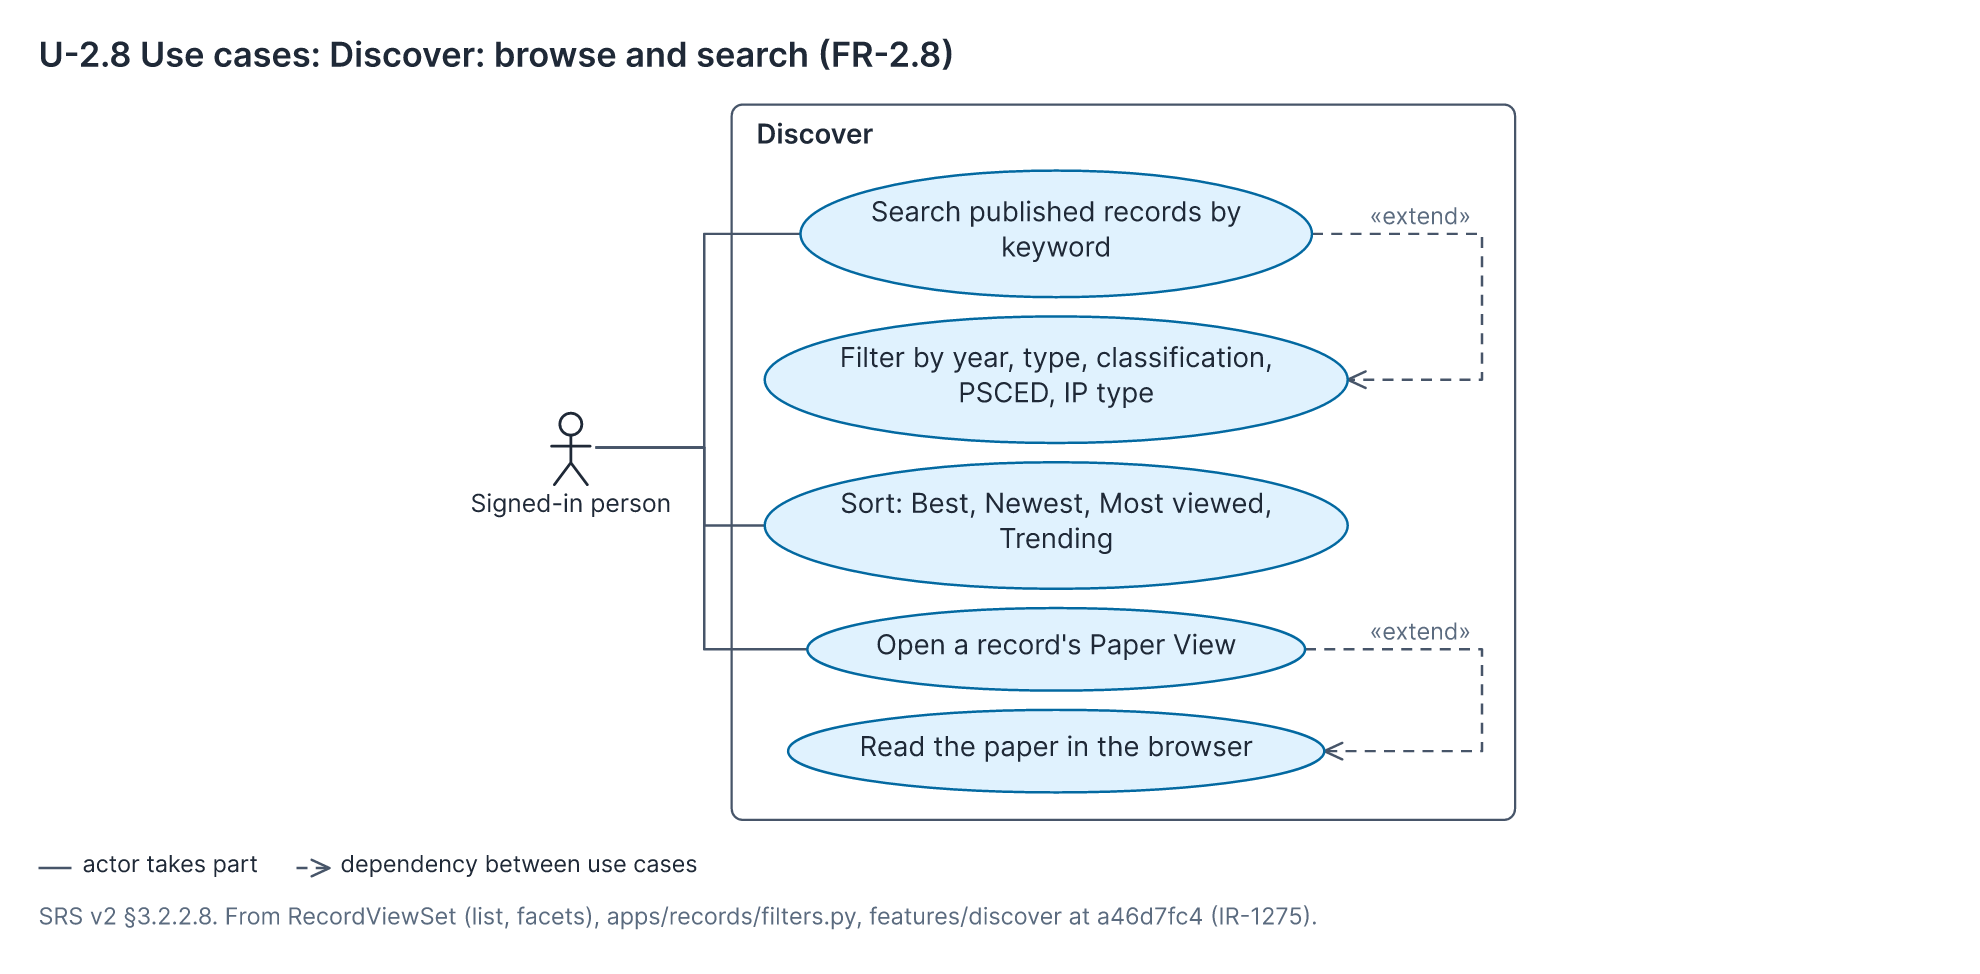 U-2.8 Use cases: Discover: browse and search (FR-2.8)
Discover
Search published records by
keyword
«extend»
Filter by year, type, classification,
PSCED, IP type
Signed-in person
Sort: Best, Newest, Most viewed,
Trending
Open a record's Paper View
«extend»
Read the paper in the browser
actor takes part
dependency between use cases
SRS v2 §3.2.2.8. From RecordViewSet (list, facets), apps/records/filters.py, features/discover at a46d7fc4 (IR-1275).